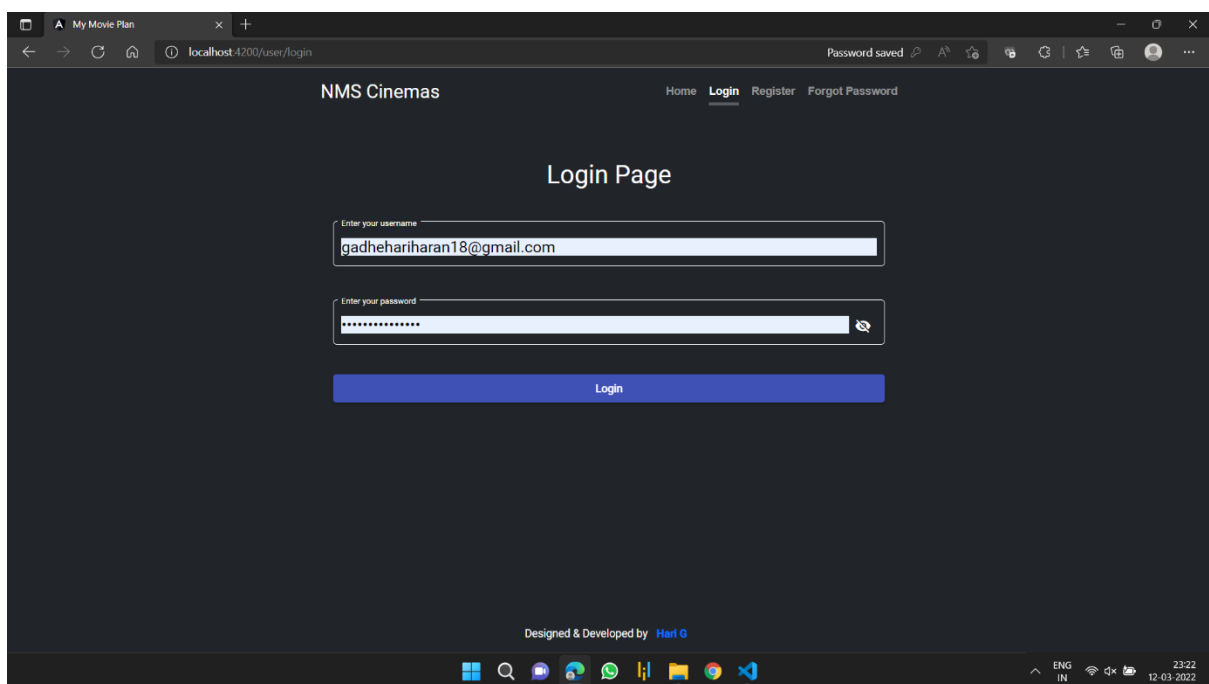 My Movie Plan
localhost:4200/user/login
Password saved
NMS Cinemas
Home Login Register Forgot Password
Login Page
Enter your username
gadhehariharan18@gmail.com
Enter your password
•••••••••••••••
Login
Designed & Developed by Hari G
ENG
IN
23:22
12-03-2022